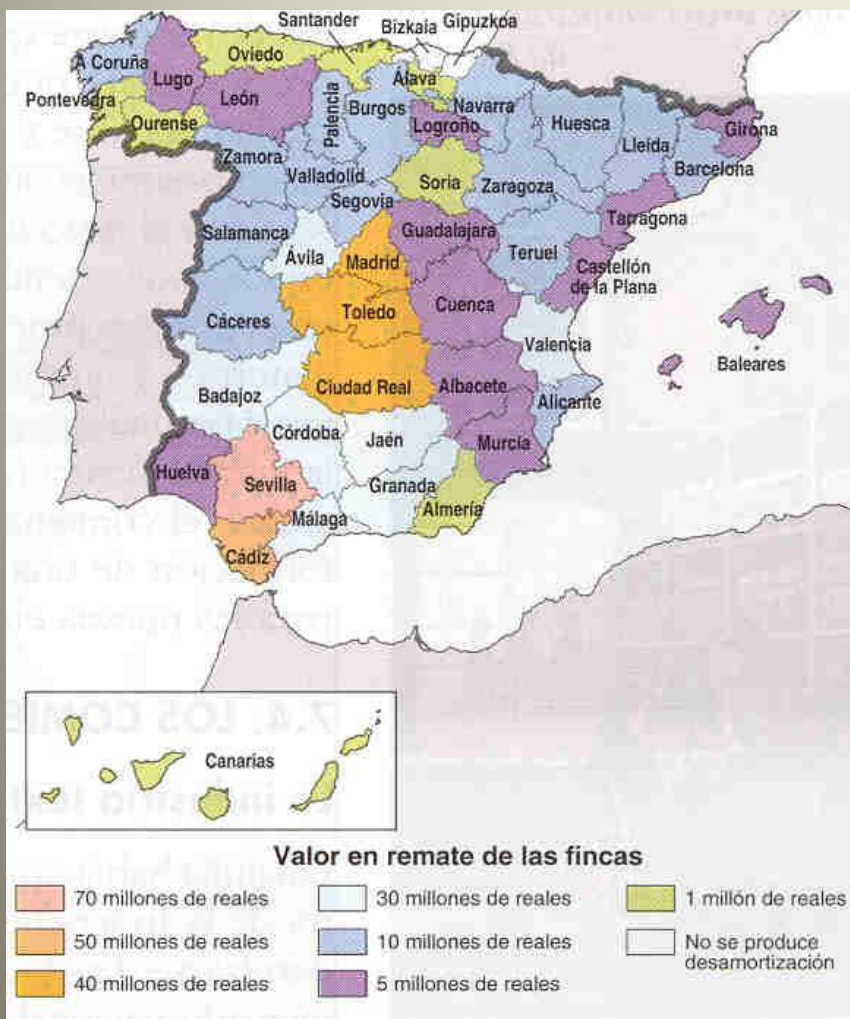 Santander
Bizkaia
Gipuzkoa
A Coruña
Lugo
Oviedo
Álava
Navarra
Pontevedra
Ourense
León
Palencia
Burgos
Logroño
Huesca
Lleida
Girona
Barcelona
Zamora
Valladolid
Soria
Zaragoza
Segovia
Tarragona
Salamanca
Ávila
Madrid
Guadalajara
Teruel
Castellón
de la Plana
Cáceres
Toledo
Cuenca
Valencia
Baleares
Badajoz
Ciudad Real
Albacete
Alicante
Córdoba
Jaén
Murcia
Huelva
Sevilla
Granada
Almería
Málaga
Cádiz
7.4. LOS COMIE
Canarias
Valor en remate de las fincas
70 millones de reales
30 millones de reales
1 millón de reales
50 millones de reales
10 millones de reales
No se produce
desamortización
40 millones de reales
5 millones de reales